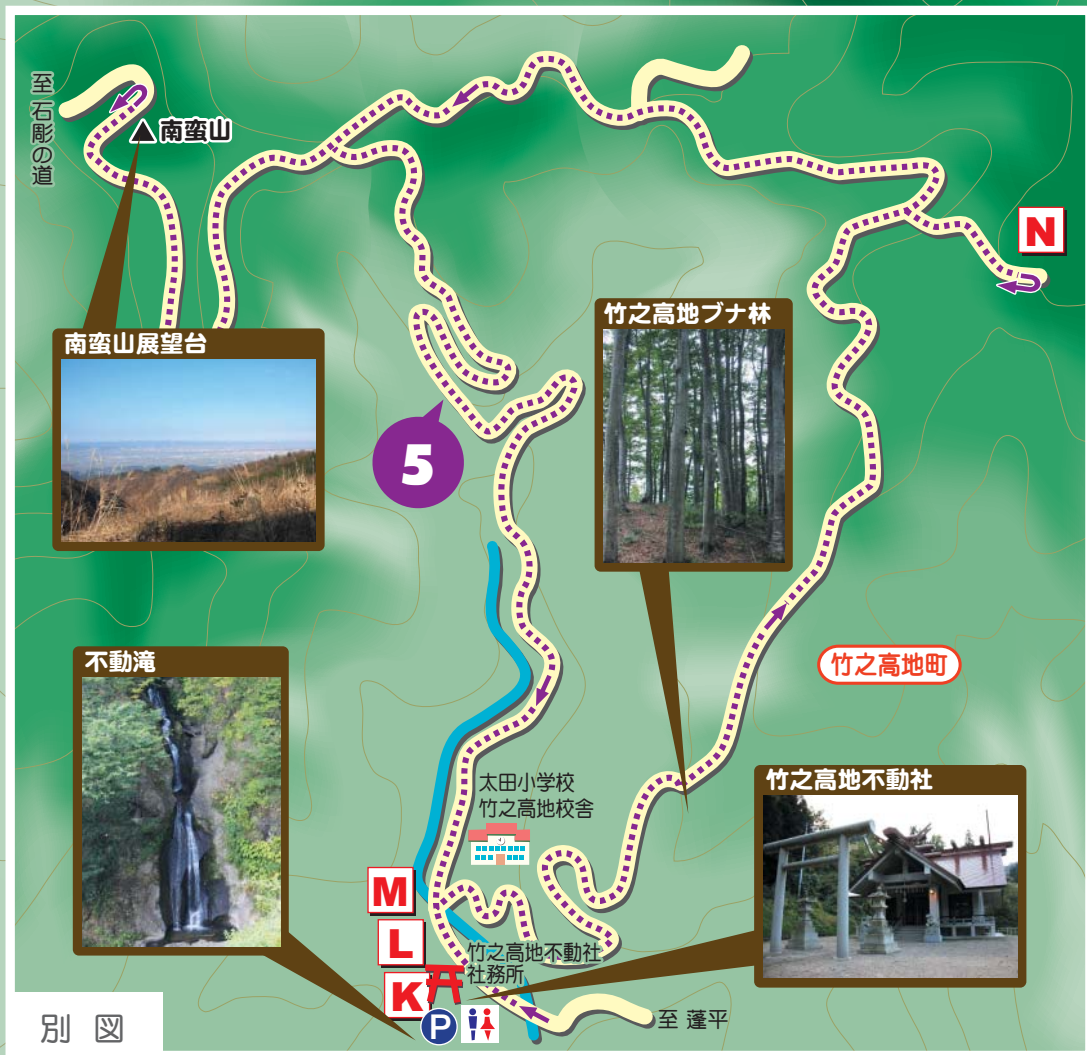 至 石彫の道
南蛮山
N
南蛮山展望台
竹之高地ブナ林
5
竹之高地町
不動滝
太田小学校
竹之高地校舎
竹之高地不動社
M
L
K
竹之高地不動社
社務所
P
至 蓬平
別 図